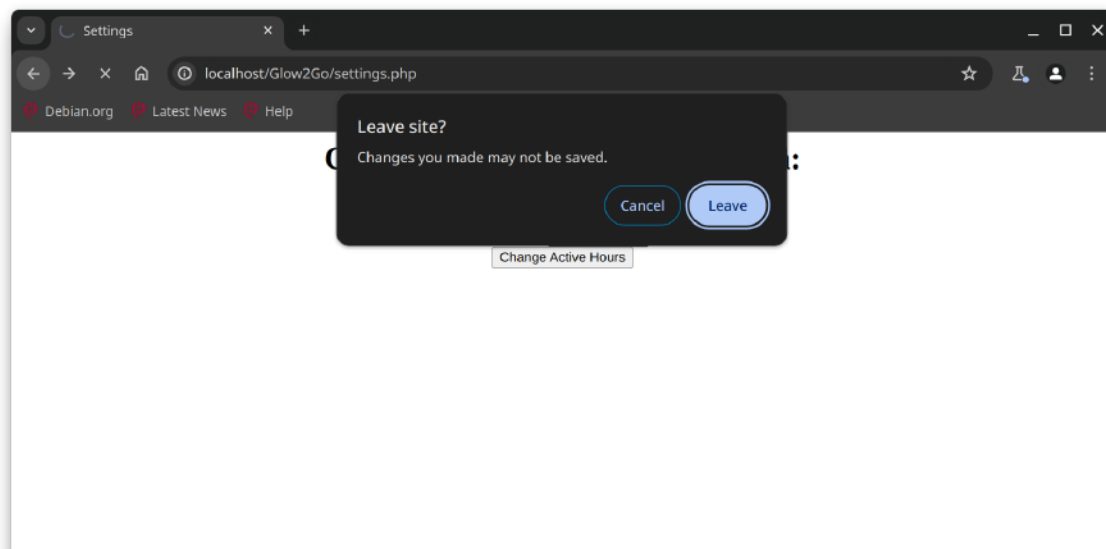 Settings
localhost/Glow2Go/settings.php
Debian.org Latest News Help
Leave site?
Changes you made may not be saved.
Cancel Leave
Change Active Hours